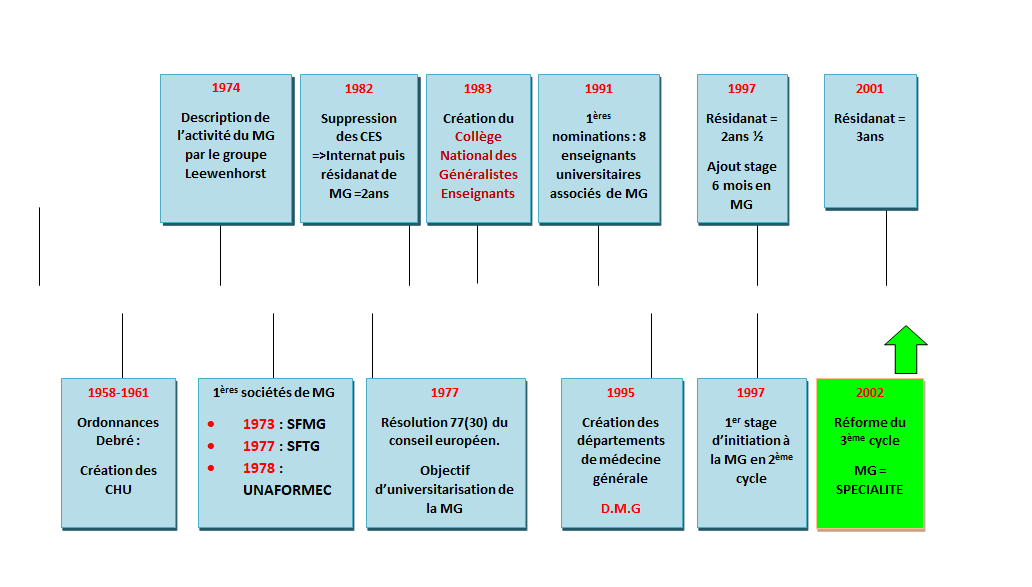 1974
Description de
l'activité du MG
par le groupe
Leewenhorst
1982
Suppression
des CES
=>Internat puis
résidanat de
MG =2ans
1983
Création du
Collège
National des
Généralistes
Enseignants
1991
1ères
nominations : 8
enseignants
universitaires
associés de MG
1997
Résidanat =
2ans ½
Ajout stage
6 mois en
MG
2001
Résidanat =
3ans
1958-1961
Ordonnances
Debré :
Création des
CHU
1ères sociétés de MG
• 1973 : SFMG
• 1977 : SFTG
• 1978 :
UNAFORMEC
1977
Résolution 77(30) du
conseil européen.
Objectif
d'universitarisation de
la MG
1995
Création des
départements
de médecine
générale
D.M.G
1997
1er stage
d'initiation à
la MG en 2ème
cycle
2002
Réforme du
3ème cycle
MG =
SPECIALITE